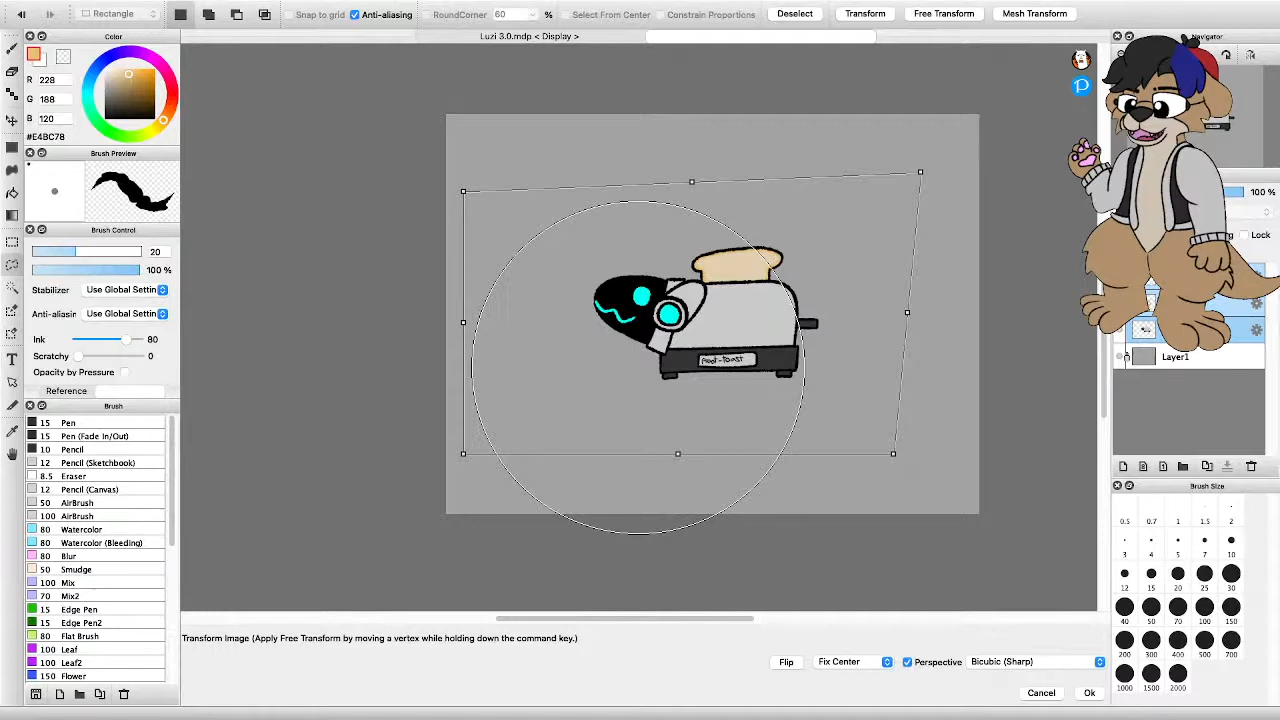 Rectangle
Snap to grid
Anti-aliasing
RoundCorner
60
%
Select From Center
Constrain Proportions
Deselect
Transform
Free Transform
Mesh Transform
Color
Luzi 3.0.mdp < Display >
Navigator
R 228
G 188
B 120
#E4BC78
Brush Preview
100 %
Lock
Brush Control
20
100 %
Stabilizer
Use Global Settin
Anti-aliasin
Use Global Settin
Ink
80
Scratchy
0
Opacity by Pressure
Reference
Layer1
Brush
15 Pen
15 Pen (Fade In/Out)
10 Pencil
12 Pencil (Sketchbook)
8.5 Eraser
12 Pencil (Canvas)
50 AirBrush
100 AirBrush
80 Watercolor
80 Watercolor (Bleeding)
80 Blur
50 Smudge
100 Mix
70 Mix2
15 Edge Pen
15 Edge Pen2
80 Flat Brush
100 Leaf
100 Leaf2
150 Flower
Brush Size
0.5 0.7 1 1.5 2
3 4 5 7 10
12 15 20 25 30
40 50 70 100 150
200 300 400 500 700
1000 1500 2000
Transform Image (Apply Free Transform by moving a vertex while holding down the command key.)
Flip
Fix Center
Perspective
Bicubic (Sharp)
Cancel
Ok